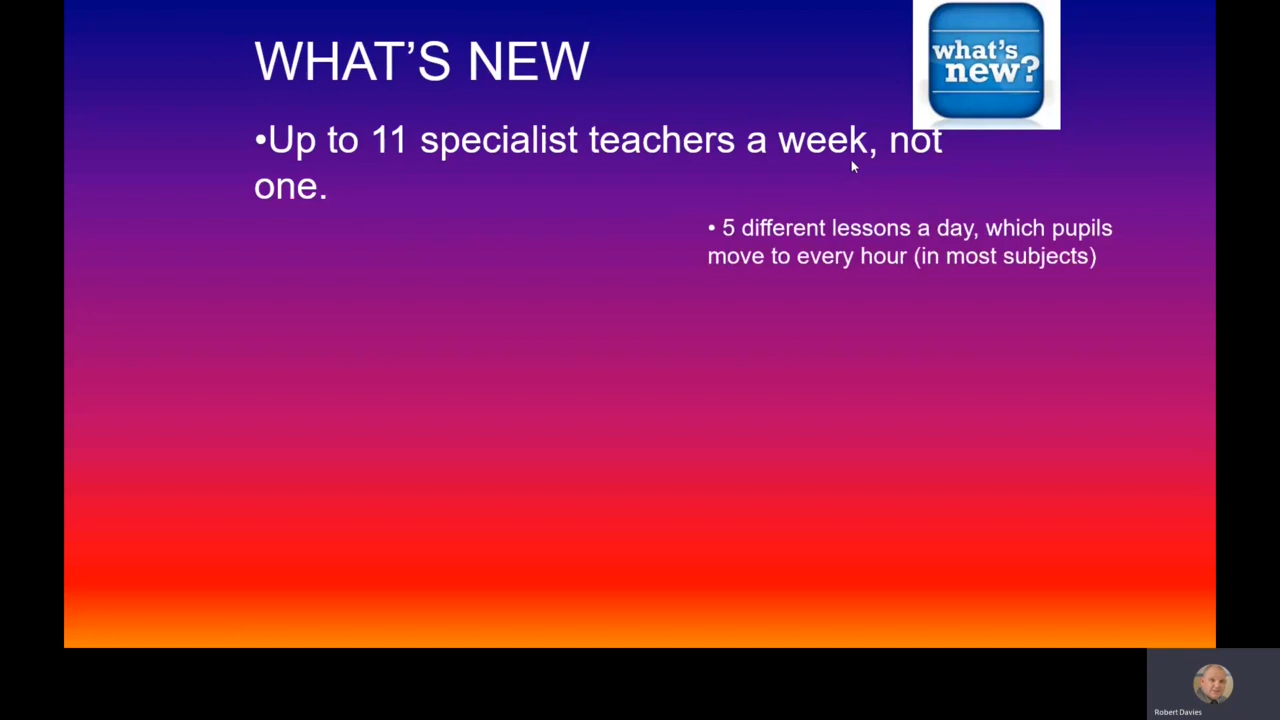 WHAT’S NEW
what's
new?
•Up to 11 specialist teachers a week, not
one.
• 5 different lessons a day, which pupils
move to every hour (in most subjects)
Robert Davies